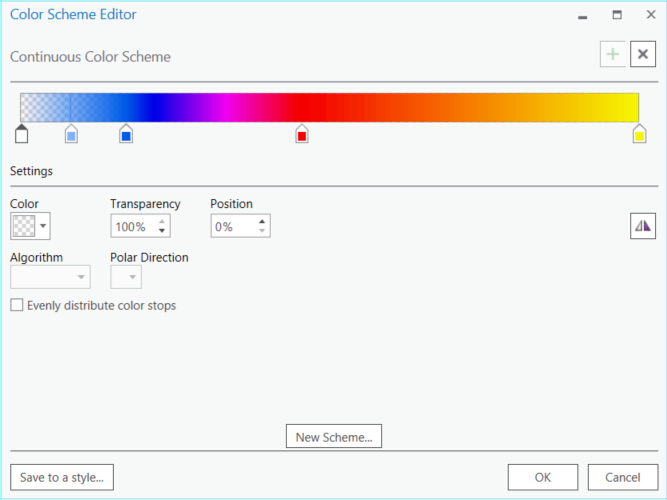 Color Scheme Editor
Continuous Color Scheme
Settings
Color Transparency Position
100% 0%
Algorithm Polar Direction
Evenly distribute color stops
New Scheme...
Save to a style... OK Cancel